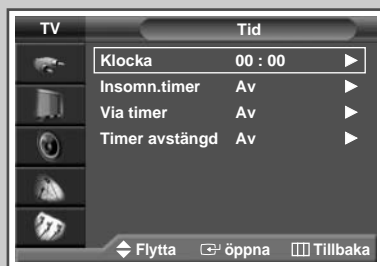 TV Tid
Klocka 00 : 00
Insomn.timer Av
Via timer Av
Timer avstängd Av
Flytta öppna Tillbaka